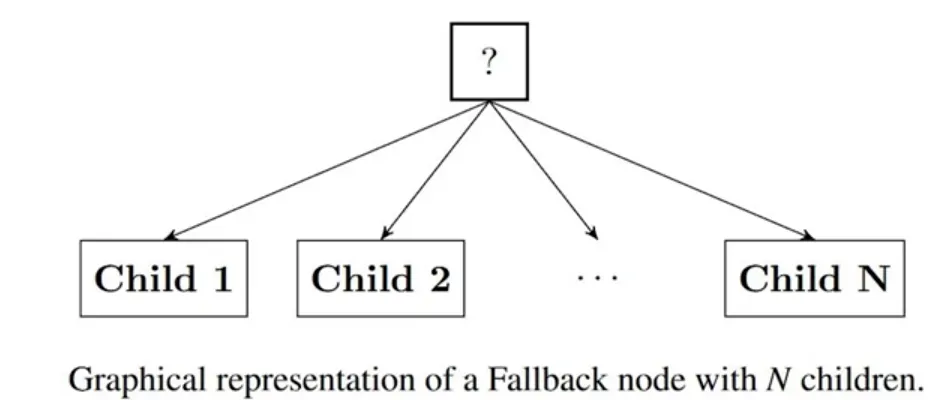 ?
Child 1 Child 2 ... Child N
Graphical representation of a Fallback node with N children.